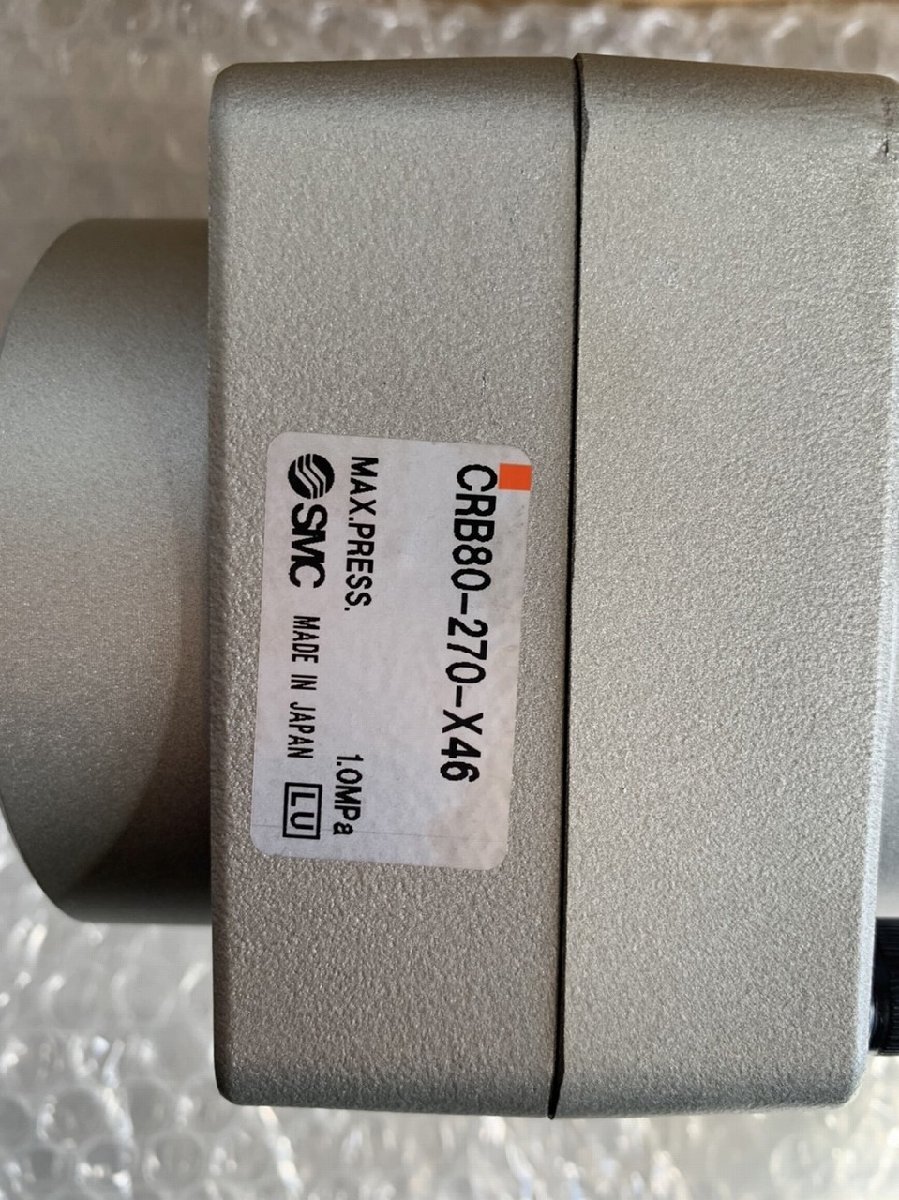 CRB80-270-X46
MAX.PRESS. 1.0MPa
SMC MADE IN JAPAN LU